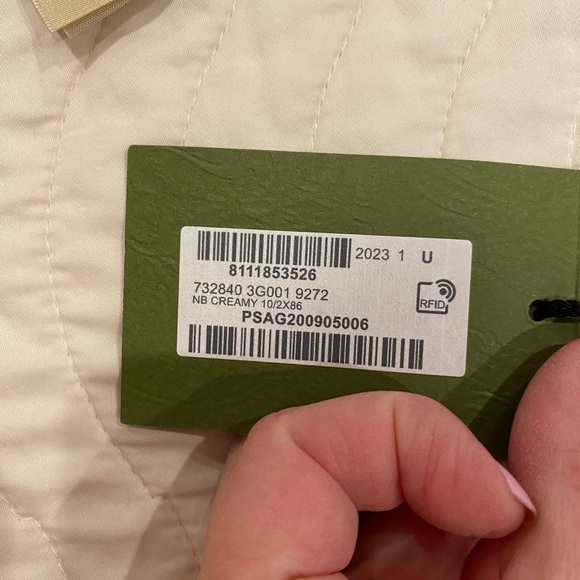 2023 1 U
8111853526
732840 3G001 9272
NB CREAMY 10/2X86
RFID
PSAG200905006